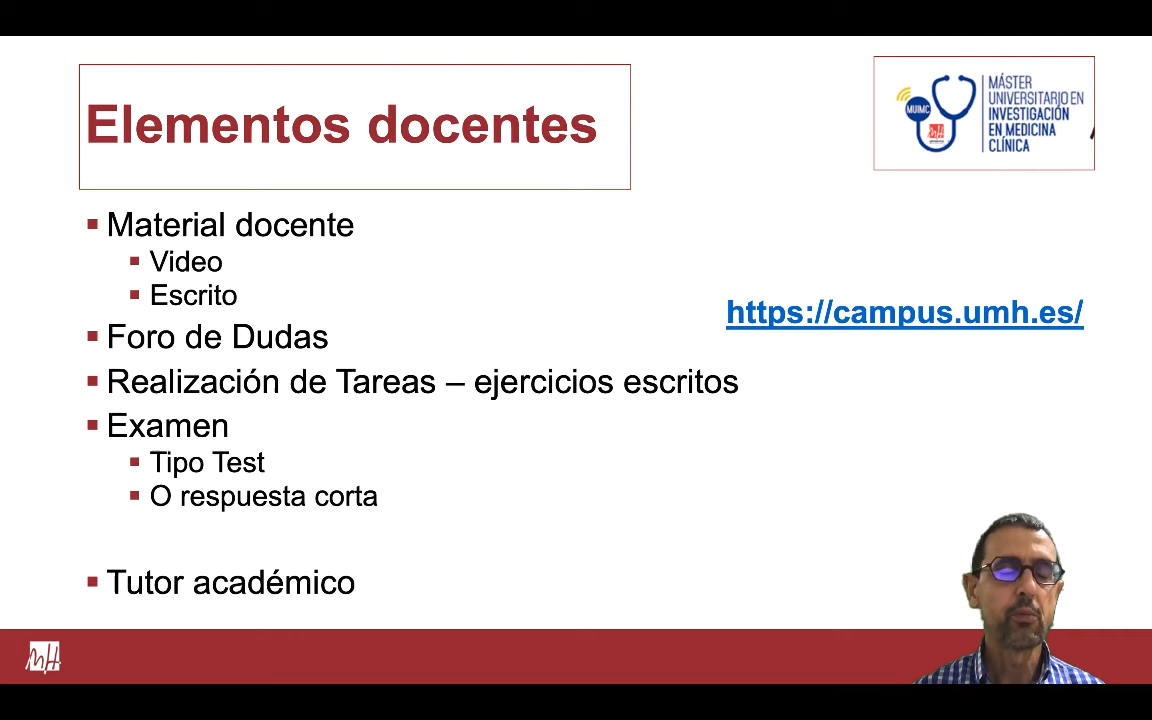 Elementos docentes
MUIMC
MÁSTER
UNIVERSITARIO EN
INVESTIGACIÓN
EN MEDICINA
CLÍNICA
Material docente
Video
Escrito
https://campus.umh.es/
Foro de Dudas
Realización de Tareas – ejercicios escritos
Examen
Tipo Test
O respuesta corta
Tutor académico